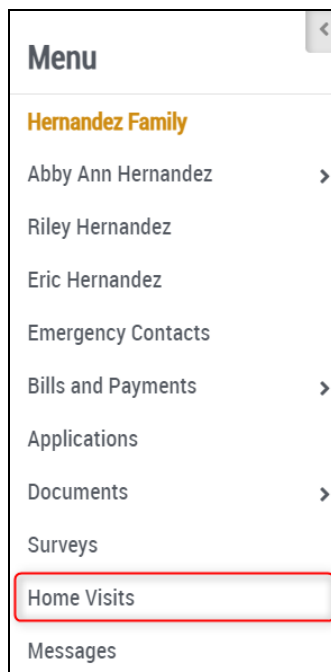 Menu
Hernandez Family
Abby Ann Hernandez
Riley Hernandez
Eric Hernandez
Emergency Contacts
Bills and Payments
Applications
Documents
Surveys
Home Visits
Messages